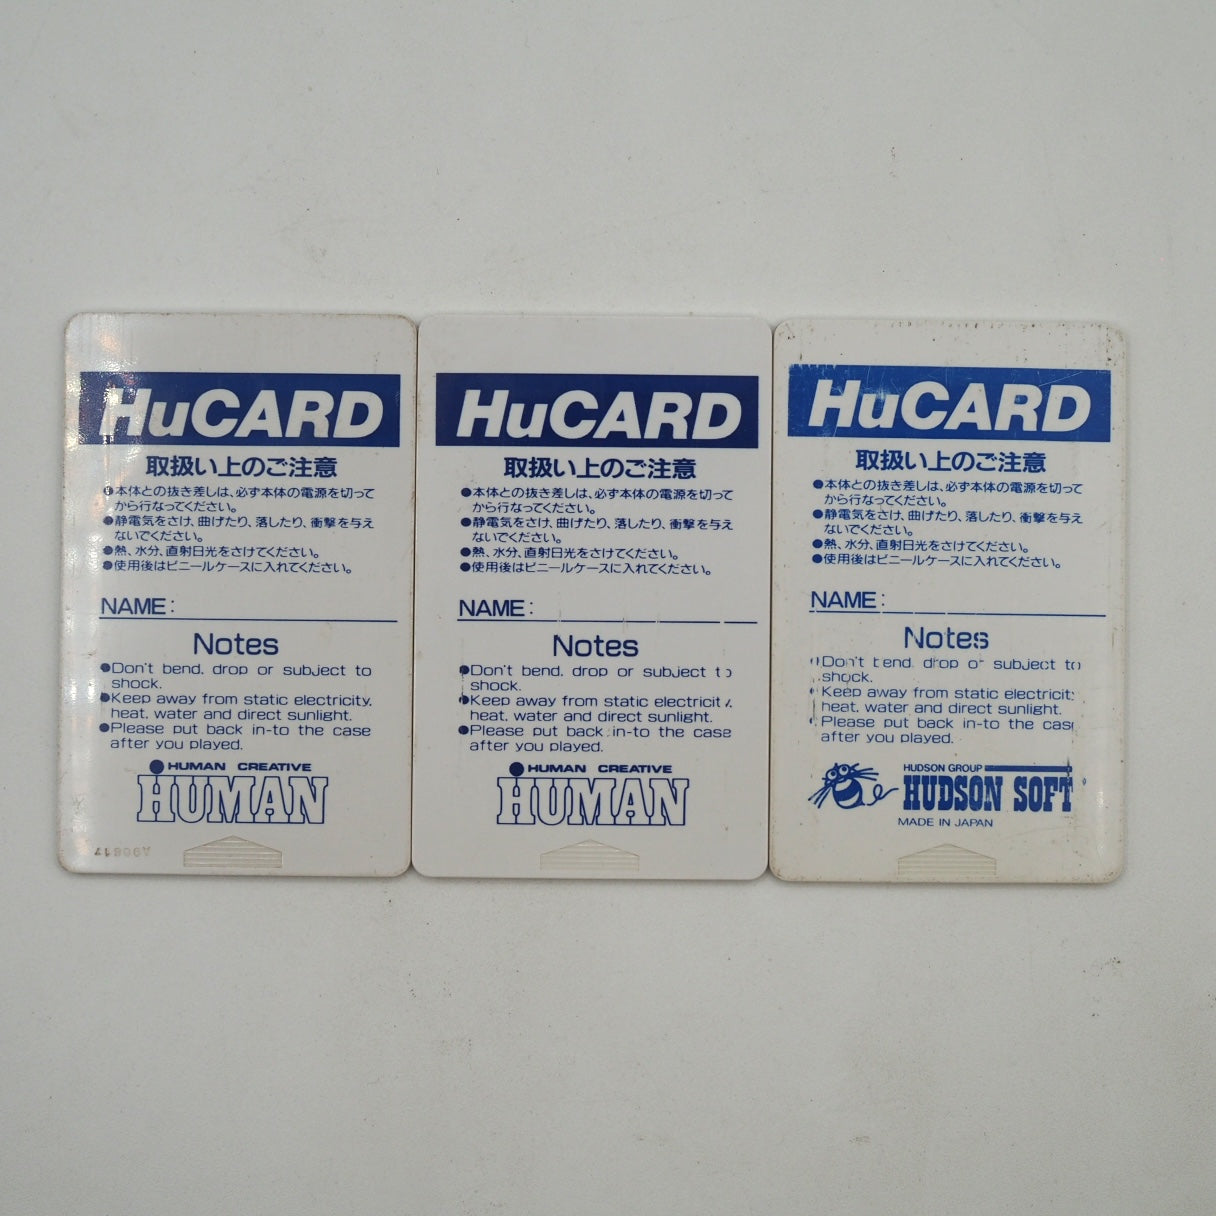 HuCARD
取扱い上のご注意
●本体との抜き差しは、必ず本体の電源を切って
から行なってください。
●静電気をさけ、曲げたり、落したり、衝撃を与え
ないでください。
●熱、水分、直射日光をさけてください。
●使用後はビニールケースに入れてください。
NAME:
Notes
●Don't bend, drop or subject to
shock.
●Keep away from static electricity,
heat, water and direct sunlight.
●Please put back in-to the case
after you played.
HUMAN CREATIVE
HUMAN
HuCARD
取扱い上のご注意
●本体との抜き差しは、必ず本体の電源を切って
から行なってください。
●静電気をさけ、曲げたり、落したり、衝撃を与え
ないでください。
●熱、水分、直射日光をさけてください。
●使用後はビニールケースに入れてください。
NAME:
Notes
●Don't bend, drop or subject to
shock.
●Keep away from static electricity,
heat, water and direct sunlight.
●Please put back in-to the case
after you played.
HUMAN CREATIVE
HUMAN
HuCARD
取扱い上のご注意
●本体との抜き差しは、必ず本体の電源を切って
から行なってください。
●静電気をさけ、曲げたり、落したり、衝撃を与え
ないでください。
●熱、水分、直射日光をさけてください。
●使用後はビニールケースに入れてください。
NAME:
Notes
●Don't bend, drop or subject to
shock.
●Keep away from static electricity
heat, water and direct sunlight.
●Please put back in-to the case
after you played.
HUDSON GROUP
HUDSON SOFT
MADE IN JAPAN